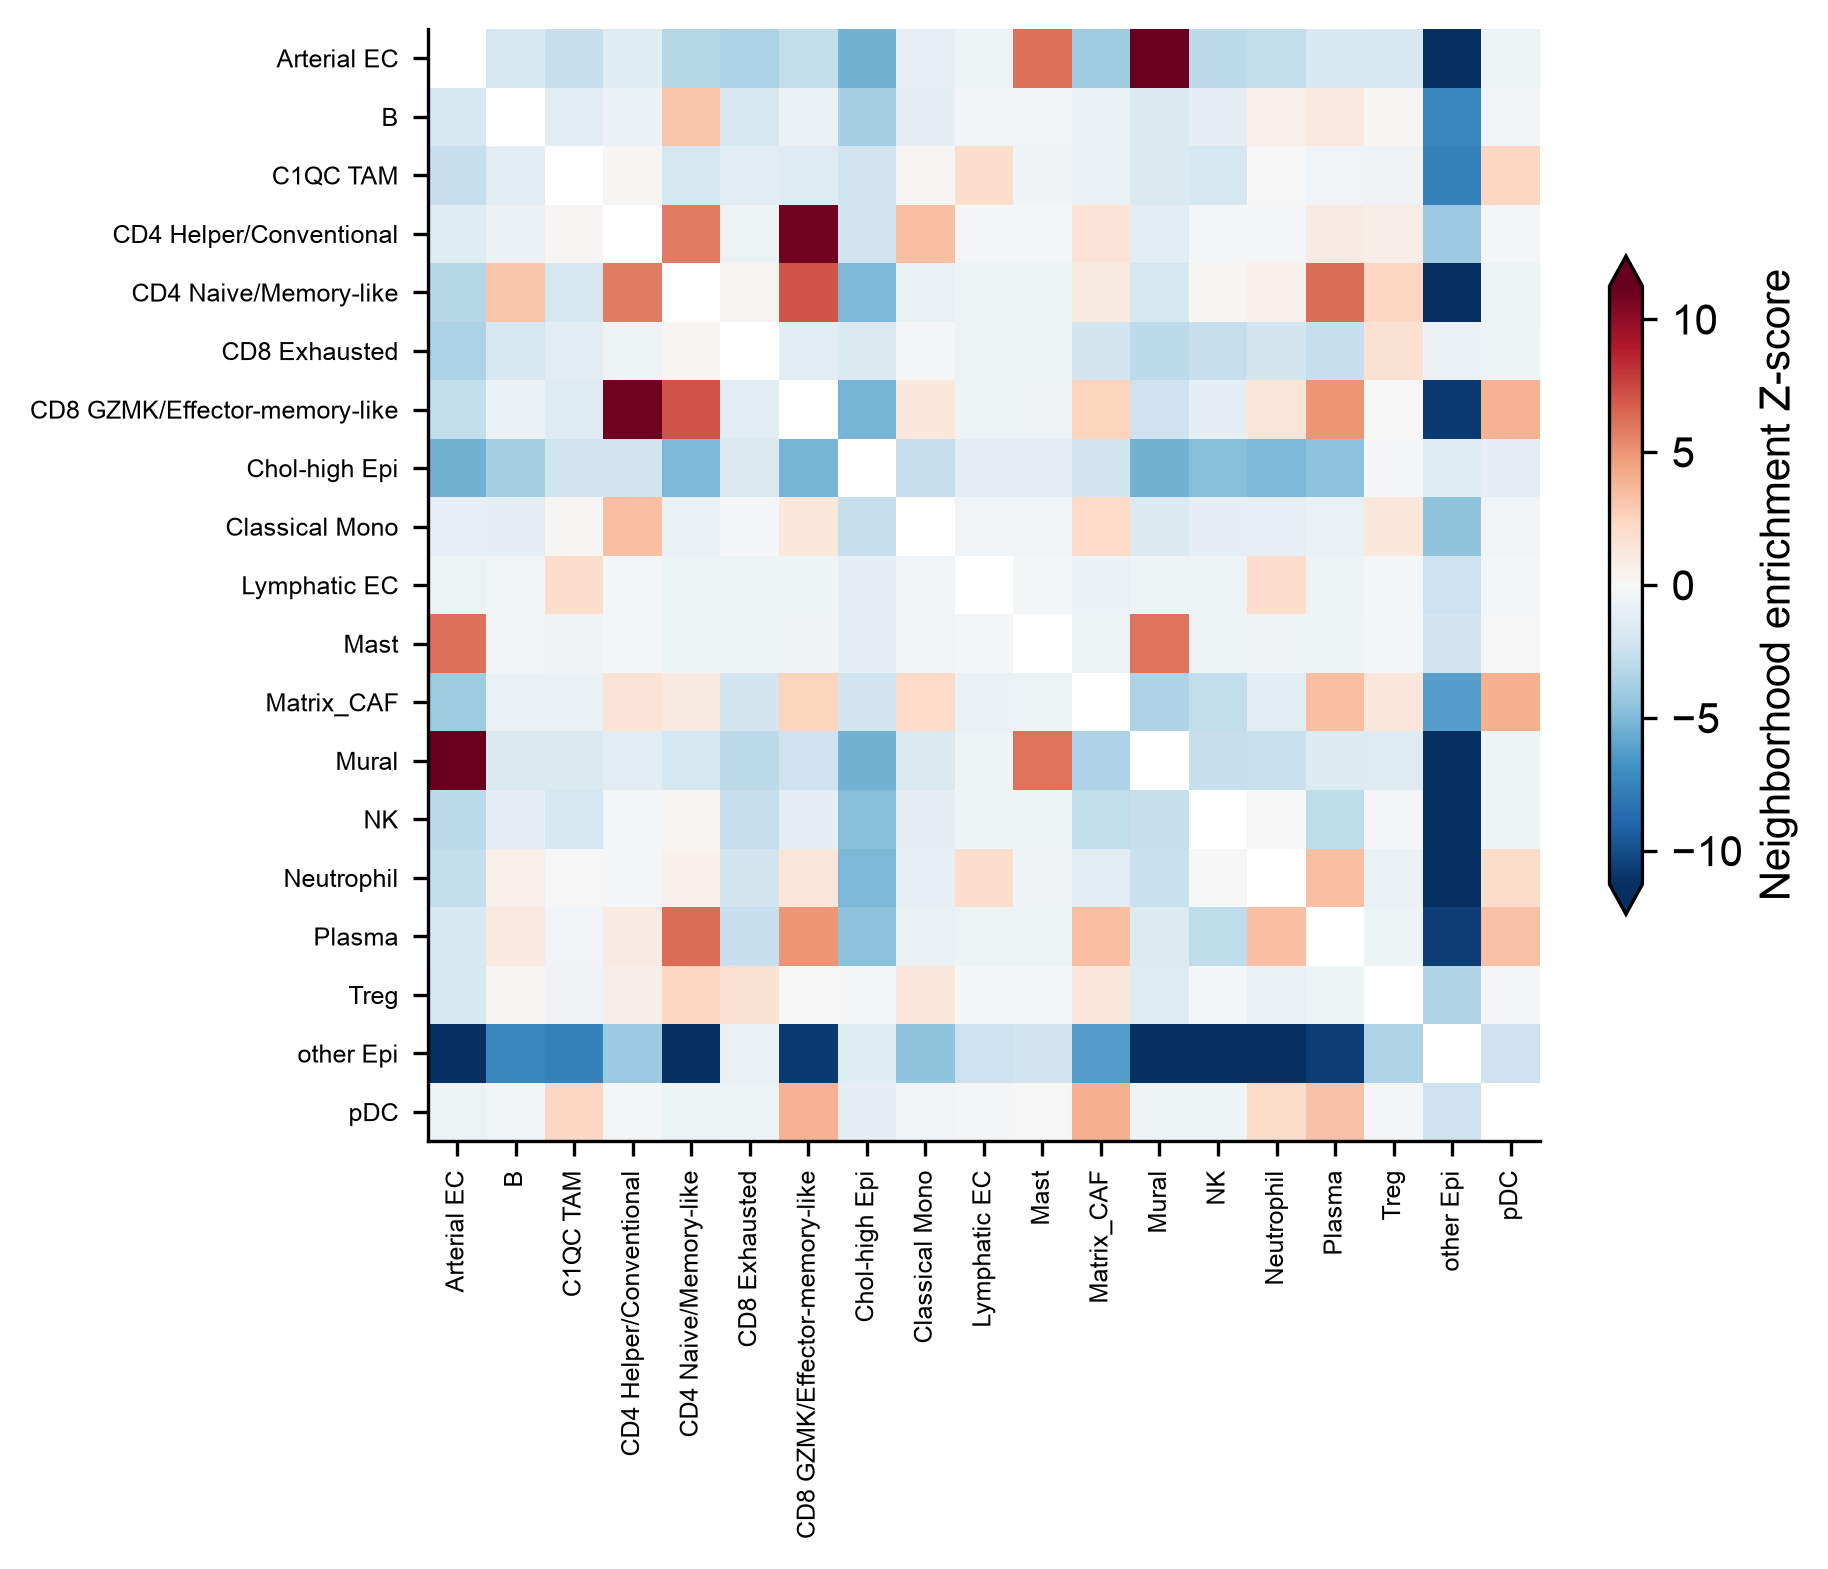 Arterial EC
B
C1QC TAM
CD4 Helper/Conventional
CD4 Naive/Memory-like
CD8 Exhausted
CD8 GZMK/Effector-memory-like
Chol-high Epi
Classical Mono
Lymphatic EC
Mast
Matrix_CAF
Mural
NK
Neutrophil
Plasma
Treg
other Epi
pDC
Arterial EC
B
C1QC TAM
CD4 Helper/Conventional
CD4 Naive/Memory-like
CD8 Exhausted
CD8 GZMK/Effector-memory-like
Chol-high Epi
Classical Mono
Lymphatic EC
Mast
Matrix_CAF
Mural
NK
Neutrophil
Plasma
Treg
other Epi
pDC
10
5
0
−5
−10
Neighborhood enrichment Z-score